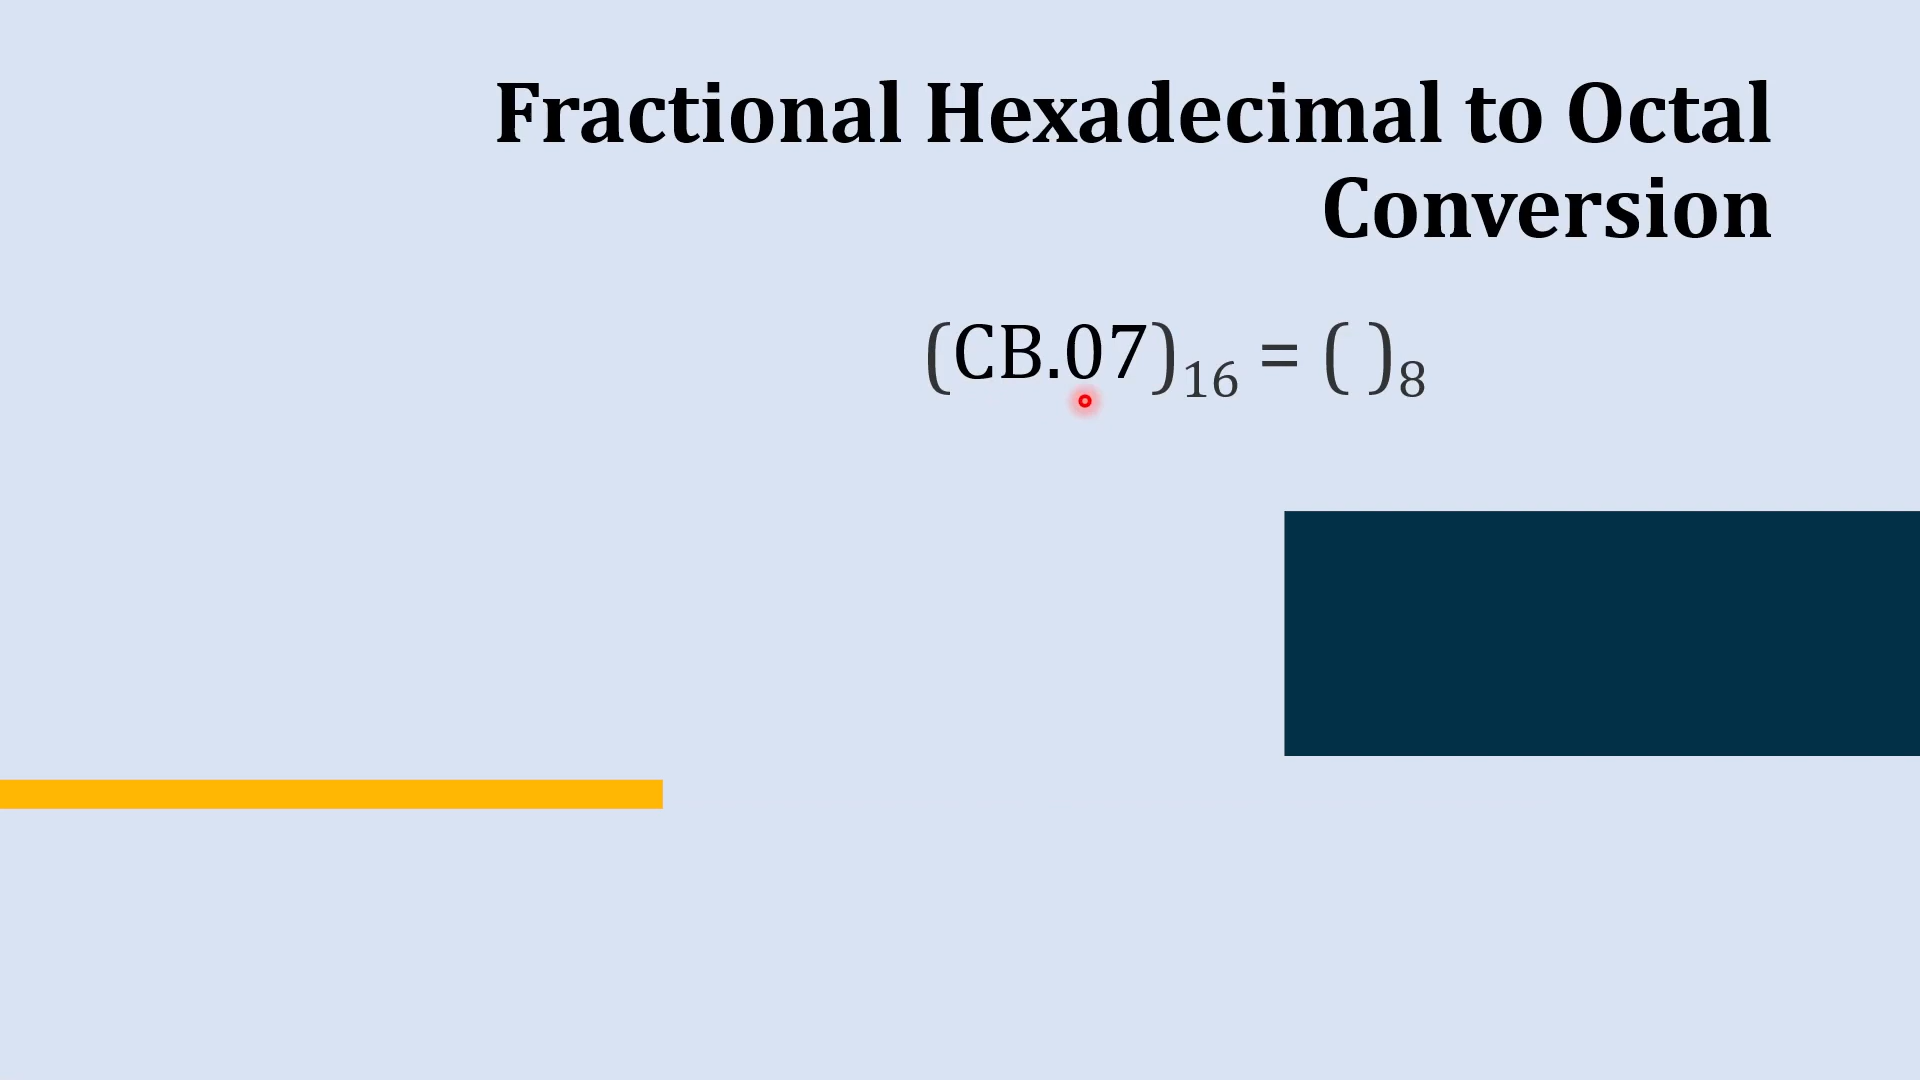 Fractional Hexadecimal to Octal
Conversion
(CB.07)₁₆ = ( )₈